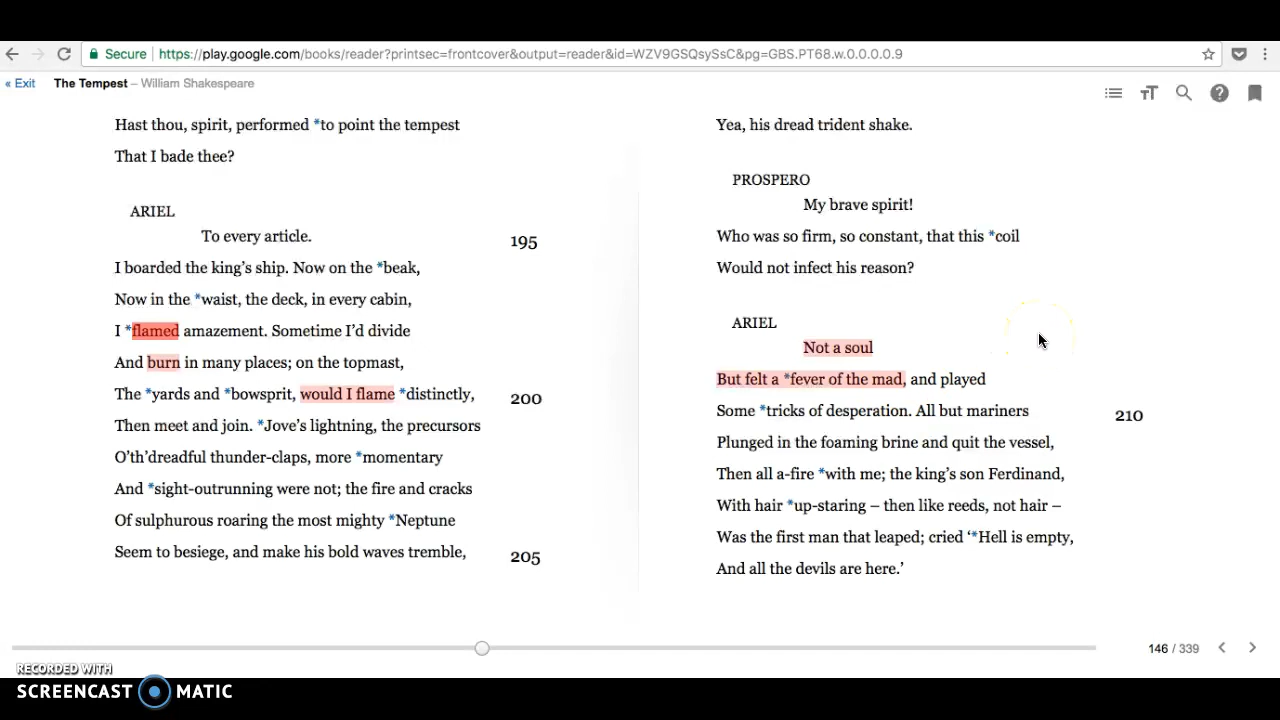 Secure
https://play.google.com/books/reader?printsec=frontcover&output=reader&id=WZV9GSQsySsC&pg=GBS.PT68.w.0.0.0.0.9
« Exit The Tempest – William Shakespeare
Hast thou, spirit, performed *to point the tempest
That I bade thee?
ARIEL
To every article. 195
I boarded the king's ship. Now on the *beak,
Now in the *waist, the deck, in every cabin,
I *flamed amazement. Sometime I'd divide
And burn in many places; on the topmast,
The *yards and *bowsprit, would I flame *distinctly, 200
Then meet and join. *Jove's lightning, the precursors
O'th'dreadful thunder-claps, more *momentary
And *sight-outrunning were not; the fire and cracks
Of sulphurous roaring the most mighty *Neptune
Seem to besiege, and make his bold waves tremble, 205
Yea, his dread trident shake.
PROSPERO
My brave spirit!
Who was so firm, so constant, that this *coil
Would not infect his reason?
ARIEL
Not a soul
But felt a *fever of the mad, and played
Some *tricks of desperation. All but mariners 210
Plunged in the foaming brine and quit the vessel,
Then all a-fire *with me; the king's son Ferdinand,
With hair *up-staring – then like reeds, not hair –
Was the first man that leaped; cried '*Hell is empty,
And all the devils are here.'
146 / 339
RECORDED WITH
SCREENCAST MATIC